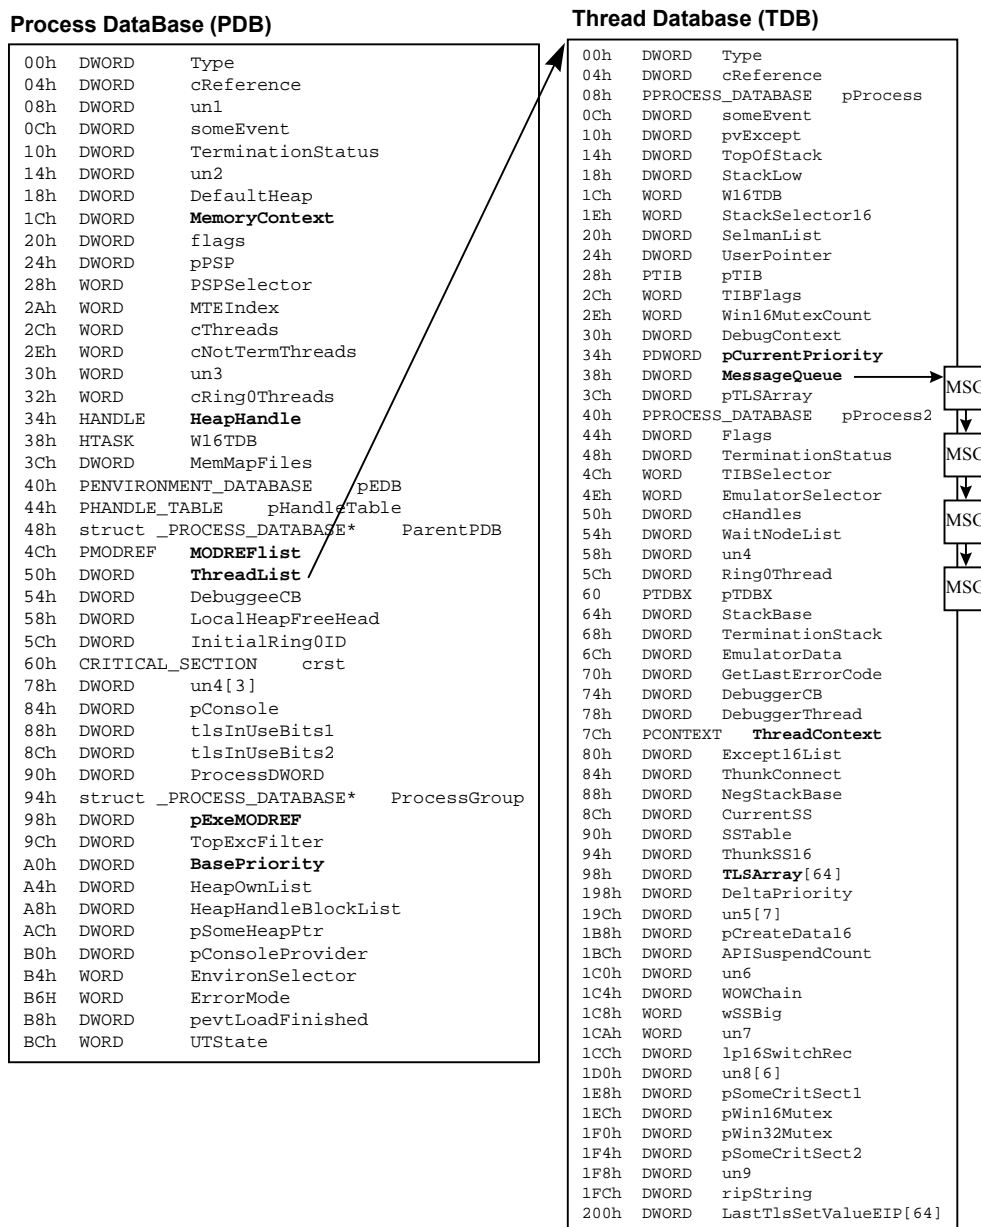 Process DataBase (PDB)
00h DWORD Type
04h DWORD cReference
08h DWORD un1
0Ch DWORD someEvent
10h DWORD TerminationStatus
14h DWORD un2
18h DWORD DefaultHeap
1Ch DWORD MemoryContext
20h DWORD flags
24h DWORD pPSP
28h WORD PSPSelector
2Ah WORD MTEIndex
2Ch WORD cThreads
2Eh WORD cNotTermThreads
30h WORD un3
32h WORD cRing0Threads
34h HANDLE HeapHandle
38h HTASK W16TDB
3Ch DWORD MemMapFiles
40h PENVIRONMENT_DATABASE pEDB
44h PHANDLE_TABLE pHandleTable
48h struct _PROCESS_DATABASE* ParentPDB
4Ch PMODREF MODREFlist
50h DWORD ThreadList
54h DWORD DebuggeeCB
58h DWORD LocalHeapFreeHead
5Ch DWORD InitialRing0ID
60h CRITICAL_SECTION crst
78h DWORD un4[3]
84h DWORD pConsole
88h DWORD tlsInUseBits1
8Ch DWORD tlsInUseBits2
90h DWORD ProcessDWORD
94h struct _PROCESS_DATABASE* ProcessGroup
98h DWORD pExeMODREF
9Ch DWORD TopExcFilter
A0h DWORD BasePriority
A4h DWORD HeapOwnList
A8h DWORD HeapHandleBlockList
ACh DWORD pSomeHeapPtr
B0h DWORD pConsoleProvider
B4h WORD EnvironSelector
B6H WORD ErrorMode
B8h DWORD pevtLoadFinished
BCh WORD UTState
Thread Database (TDB)
00h DWORD Type
04h DWORD cReference
08h PPROCESS_DATABASE pProcess
0Ch DWORD someEvent
10h DWORD pvExcept
14h DWORD TopOfStack
18h DWORD StackLow
1Ch WORD W16TDB
1Eh WORD StackSelector16
20h DWORD SelmanList
24h DWORD UserPointer
28h PTIB pTIB
2Ch WORD TIBFlags
2Eh WORD Win16MutexCount
30h DWORD DebugContext
34h PDWORD pCurrentPriority
38h DWORD MessageQueue
3Ch DWORD pTLSArray
40h PPROCESS_DATABASE pProcess2
44h DWORD Flags
48h DWORD TerminationStatus
4Ch WORD TIBSelector
4Eh WORD EmulatorSelector
50h DWORD cHandles
54h DWORD WaitNodeList
58h DWORD un4
5Ch DWORD Ring0Thread
60 PTDBX pTDBX
64h DWORD StackBase
68h DWORD TerminationStack
6Ch DWORD EmulatorData
70h DWORD GetLastErrorCode
74h DWORD DebuggerCB
78h DWORD DebuggerThread
7Ch PCONTEXT ThreadContext
80h DWORD Except16List
84h DWORD ThunkConnect
88h DWORD NegStackBase
8Ch DWORD CurrentSS
90h DWORD SSTable
94h DWORD ThunkSS16
98h DWORD TLSArray[64]
198h DWORD DeltaPriority
19Ch DWORD un5[7]
1B8h DWORD pCreateData16
1BCh DWORD APISuspendCount
1C0h DWORD un6
1C4h DWORD WOWChain
1C8h WORD wSSBig
1CAh WORD un7
1CCh DWORD lp16SwitchRec
1D0h DWORD un8[6]
1E8h DWORD pSomeCritSect1
1ECh DWORD pWin16Mutex
1F0h DWORD pWin32Mutex
1F4h DWORD pSomeCritSect2
1F8h DWORD un9
1FCh DWORD ripString
200h DWORD LastTlsSetValueEIP[64]
MSG
MSG
MSG
MSG